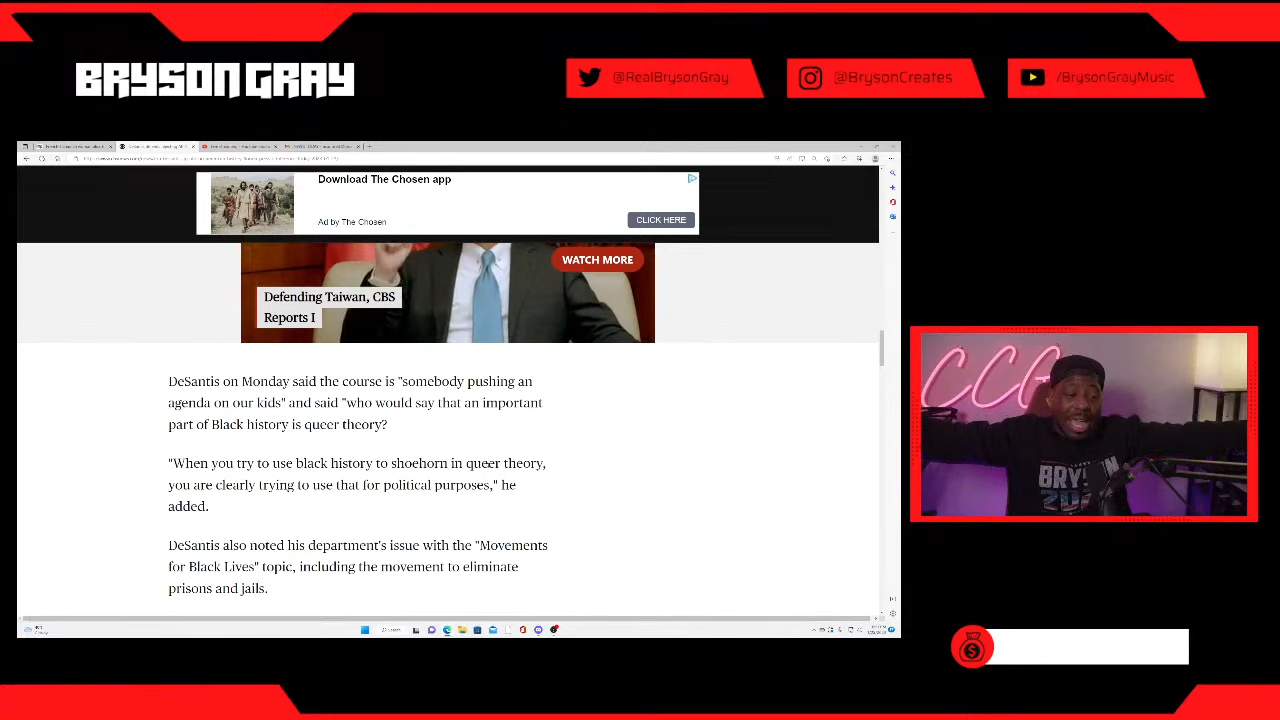 BRYSON GRAY
@RealBrysonGray
@BrysonCreates
/BrysonGrayMusic
Download The Chosen app
Ad by The Chosen
CLICK HERE
WATCH MORE
Defending Taiwan, CBS
Reports I
DeSantis on Monday said the course is "somebody pushing an
agenda on our kids" and said "who would say that an important
part of Black history is queer theory?
"When you try to use black history to shoehorn in queer theory,
you are clearly trying to use that for political purposes," he
added.
DeSantis also noted his department's issue with the "Movements
for Black Lives" topic, including the movement to eliminate
prisons and jails.
CCG
BRYS
Search